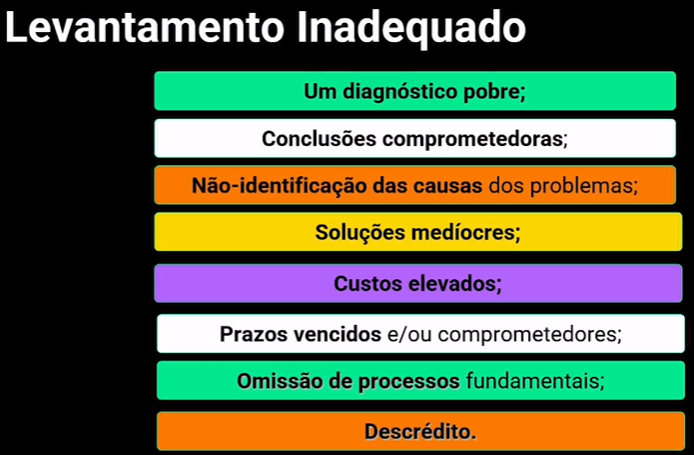 Levantamento Inadequado
Um diagnóstico pobre;
Conclusões comprometedoras;
Não-identificação das causas dos problemas;
Soluções medíocres;
Custos elevados;
Prazos vencidos e/ou comprometedores;
Omissão de processos fundamentais;
Descrédito.